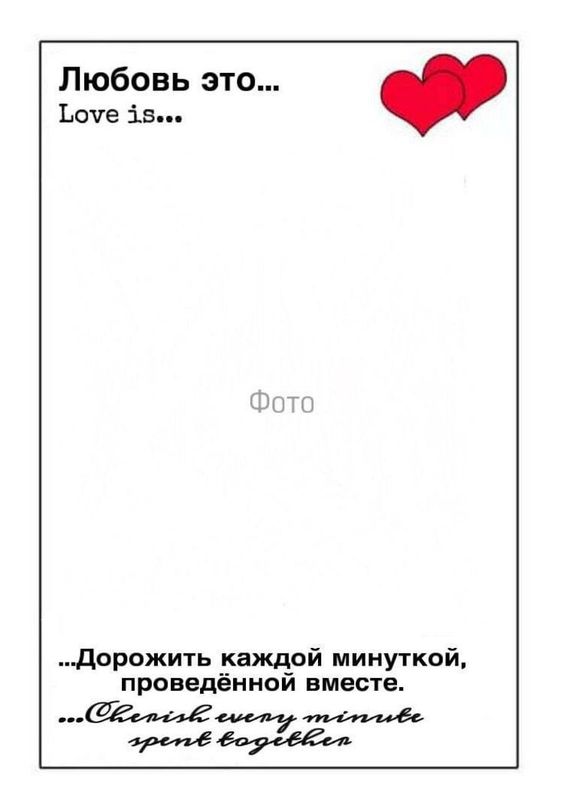 Любовь это...
Love is...
Фото
...Дорожить каждой минуткой,
проведённой вместе.
...Cherish every minute
spent together